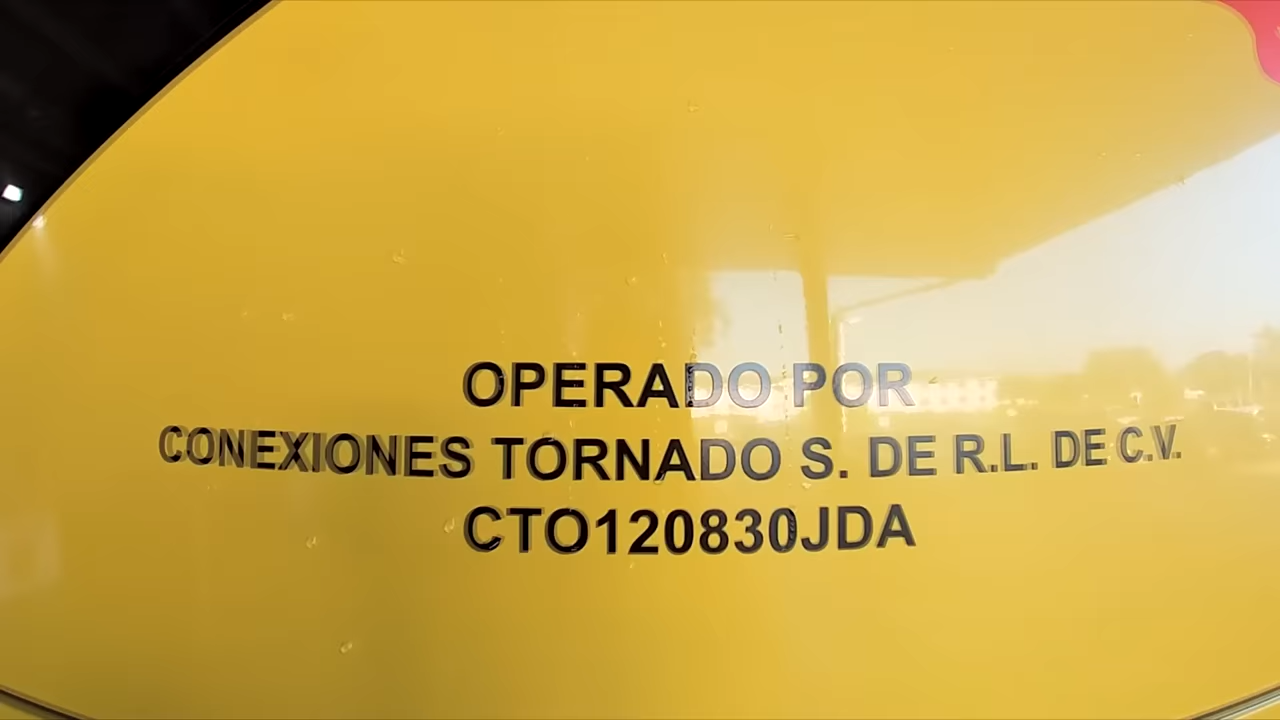 OPERADO POR
CONEXIONES TORNADO S. DE R.L. DE C.V.
CTO120830JDA